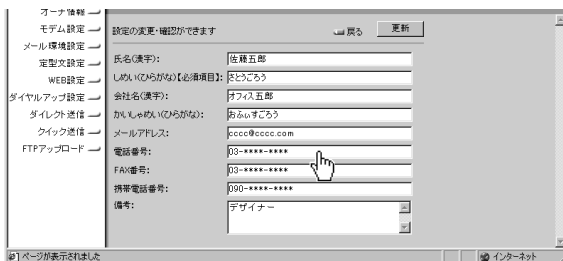 オーナ情報
モデム設定
メール環境設定
定型文設定
WEB設定
ダイヤルアップ設定
ダイレクト送信
クイック送信
FTPアップロード
設定の変更・確認ができます
戻る
更新
氏名(漢字): 佐藤五郎
しめい(ひらがな)【必須項目】: さとうごろう
会社名(漢字): オフィス五郎
かいしゃめい(ひらがな): おふぃすごろう
メールアドレス: cccc@cccc.com
電話番号: 03-****-****
FAX番号: 03-****-****
携帯電話番号: 090-****-****
備考: デザイナー
ページが表示されました
インターネット